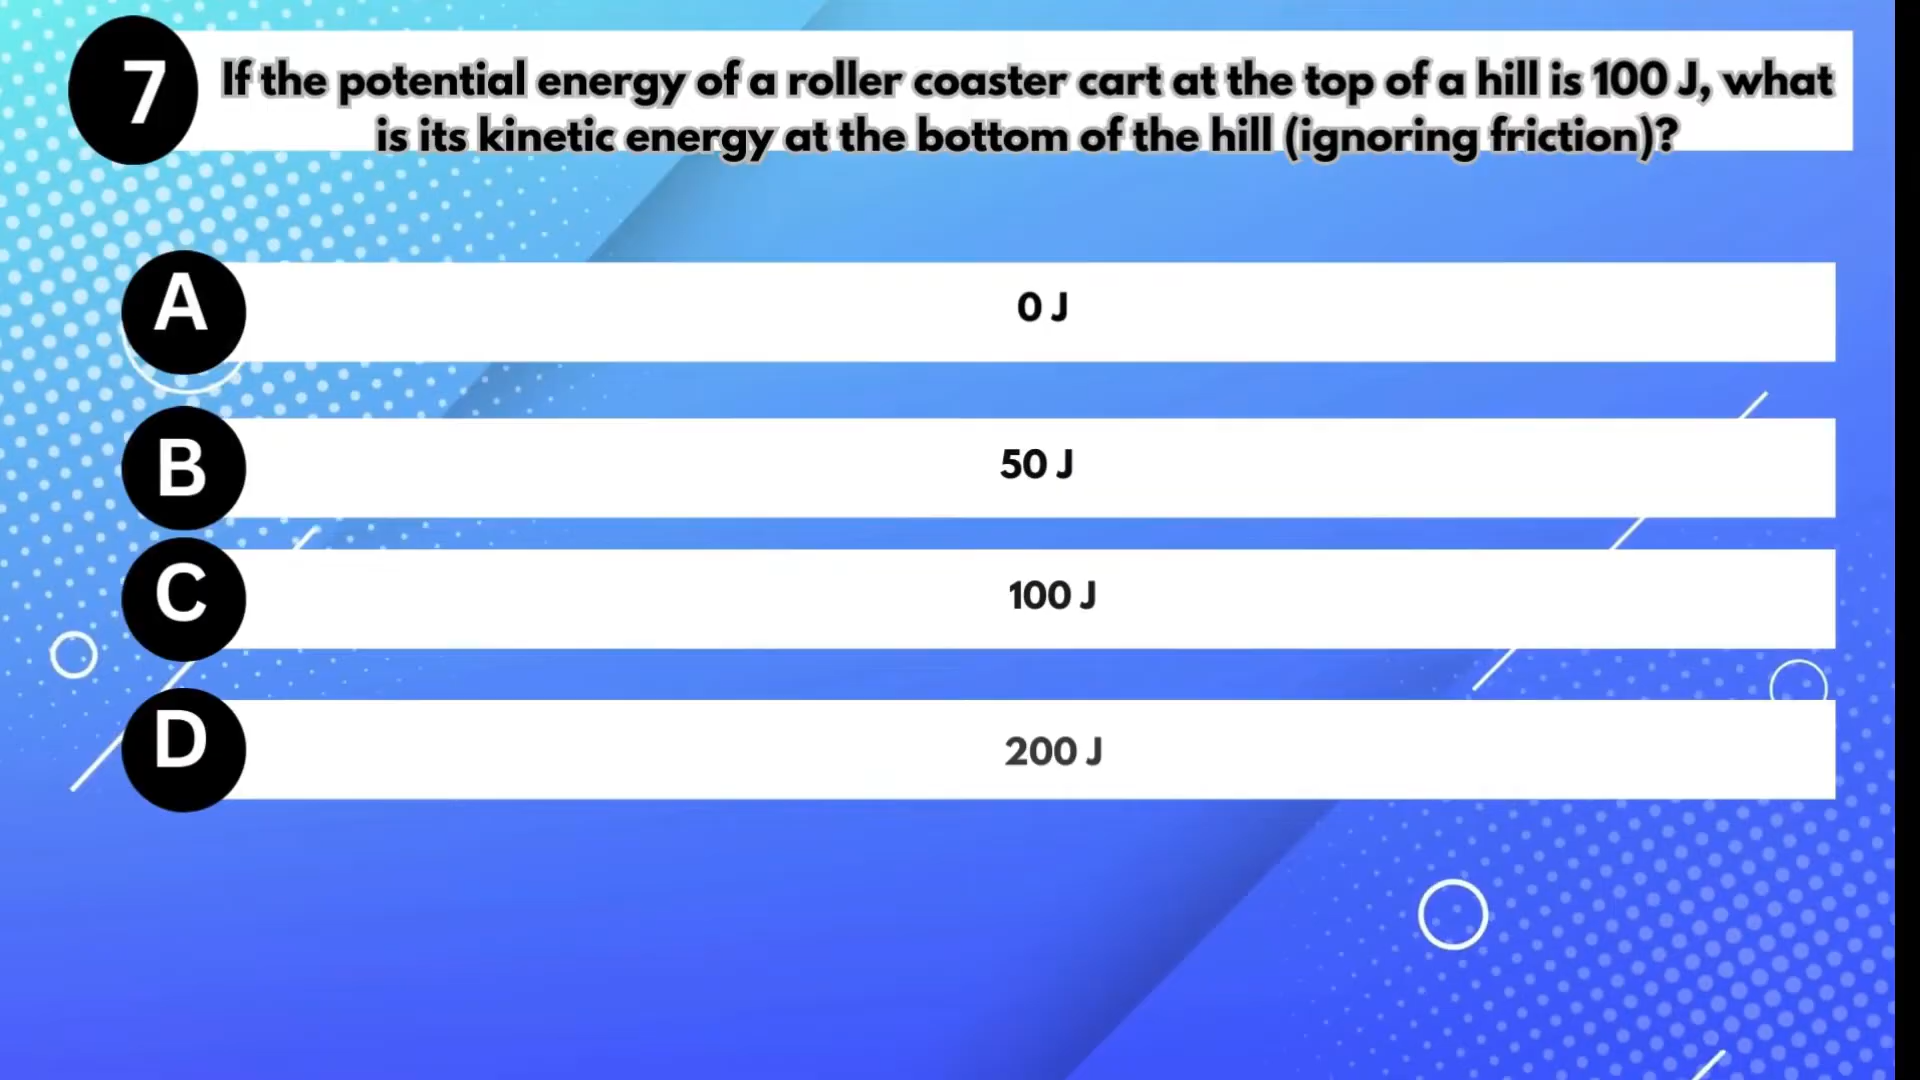 7
If the potential energy of a roller coaster cart at the top of a hill is 100 J, what
is its kinetic energy at the bottom of the hill (ignoring friction)?
A
0 J
B
50 J
C
100 J
D
200 J